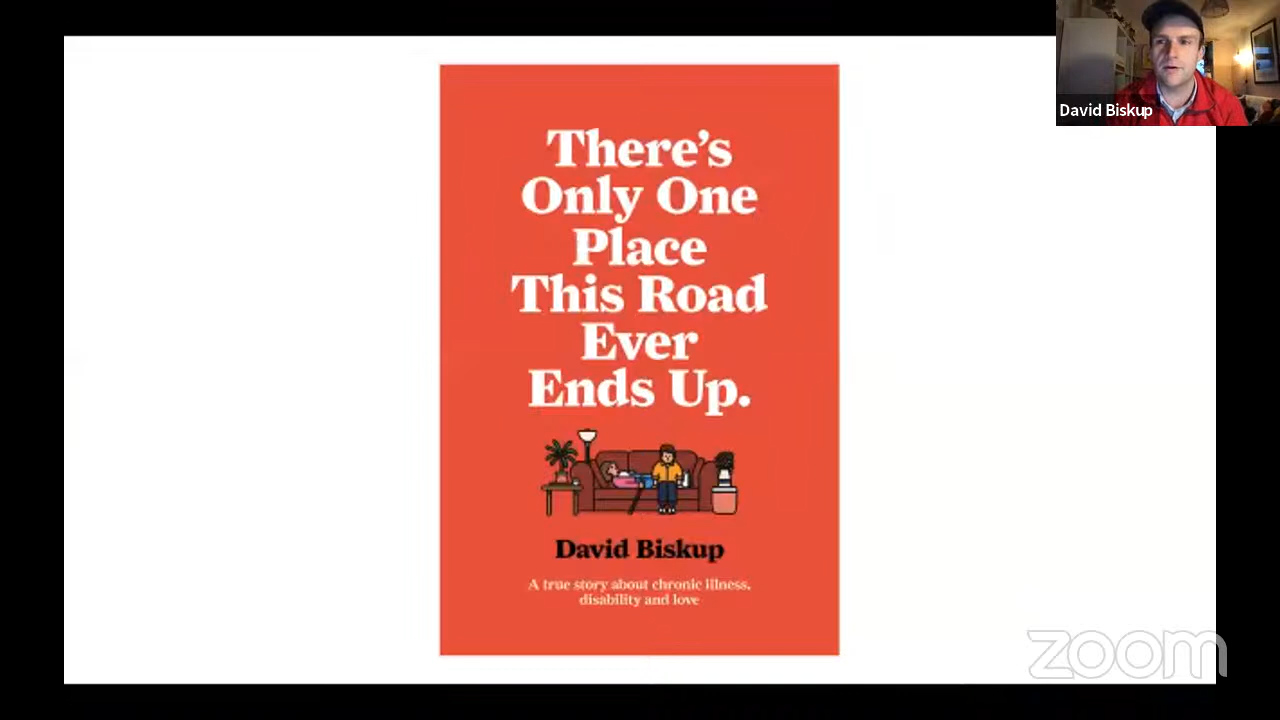 There's
Only One
Place
This Road
Ever
Ends Up.
David Biskup
A true story about chronic illness,
disability and love
David Biskup
zoom